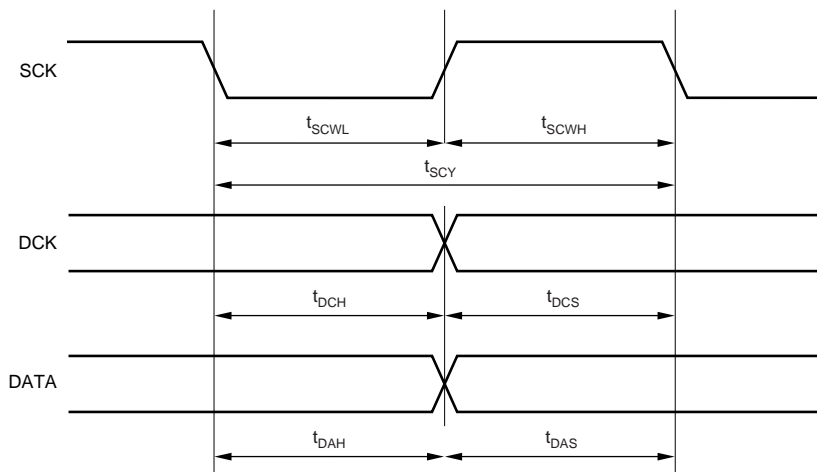 SCK
tSCWL tSCWH
tSCY
DCK
tDCH tDCS
DATA
tDAH tDAS